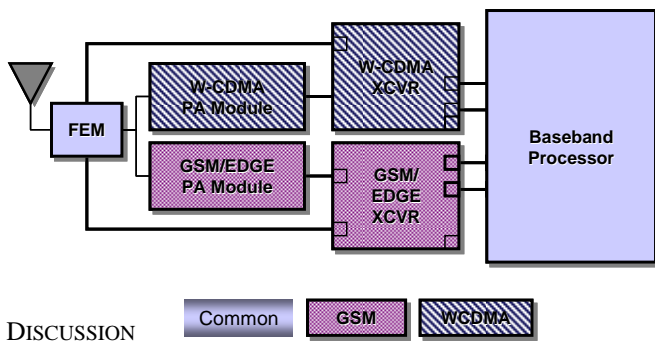 W-CDMA
PA Module
W-CDMA
XCVR
FEM
Baseband
Processor
GSM/EDGE
PA Module
GSM/
EDGE
XCVR
DISCUSSION
Common
GSM
WCDMA